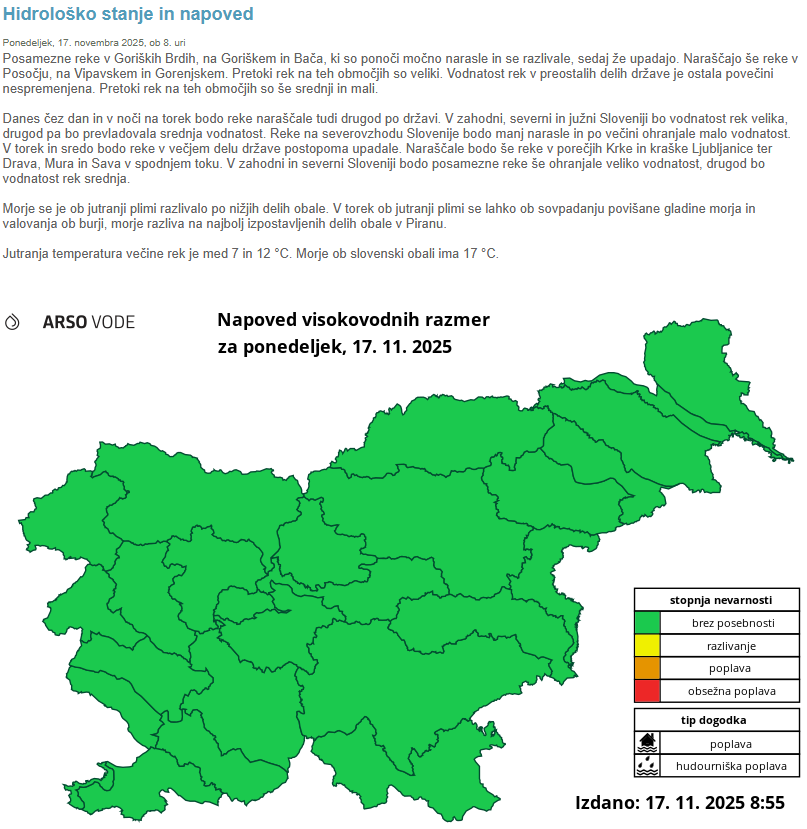 Hidrološko stanje in napoved
Ponedeljek, 17. novembra 2025, ob 8. uri
Posamezne reke v Goriških Brdih, na Goriškem in Bača, ki so ponoči močno narasle in se razlivale, sedaj že upadajo. Naraščajo še reke v
Posočju, na Vipavskem in Gorenjskem. Pretoki rek na teh območjih so veliki. Vodnatost rek v preostalih delih države je ostala povečini
nespremenjena. Pretoki rek na teh območjih so še srednji in mali.
Danes čez dan in v noči na torek bodo reke naraščale tudi drugod po državi. V zahodni, severni in južni Sloveniji bo vodnatost rek velika,
drugod pa bo prevladovala srednja vodnatost. Reke na severovzhodu Slovenije bodo manj narasle in po večini ohranjale malo vodnatost.
V torek in sredo bodo reke v večjem delu države postopoma upadale. Naraščale bodo še reke v porečjih Krke in kraške Ljubljanice ter
Drava, Mura in Sava v spodnjem toku. V zahodni in severni Sloveniji bodo posamezne reke še ohranjale veliko vodnatost, drugod bo
vodnatost rek srednja.
Morje se je ob jutranji plimi razlivalo po nižjih delih obale. V torek ob jutranji plimi se lahko ob sovpadanju povišane gladine morja in
valovanja ob burji, morje razliva na najbolj izpostavljenih delih obale v Piranu.
Jutranja temperatura večine rek je med 7 in 12 °C. Morje ob slovenski obali ima 17 °C.
ARSO VODE
Napoved visokovodnih razmer
za ponedeljek, 17. 11. 2025
stopnja nevarnosti
brez posebnosti
razlivanje
poplava
obsežna poplava
tip dogodka
poplava
hudourniška poplava
Izdano: 17. 11. 2025 8:55